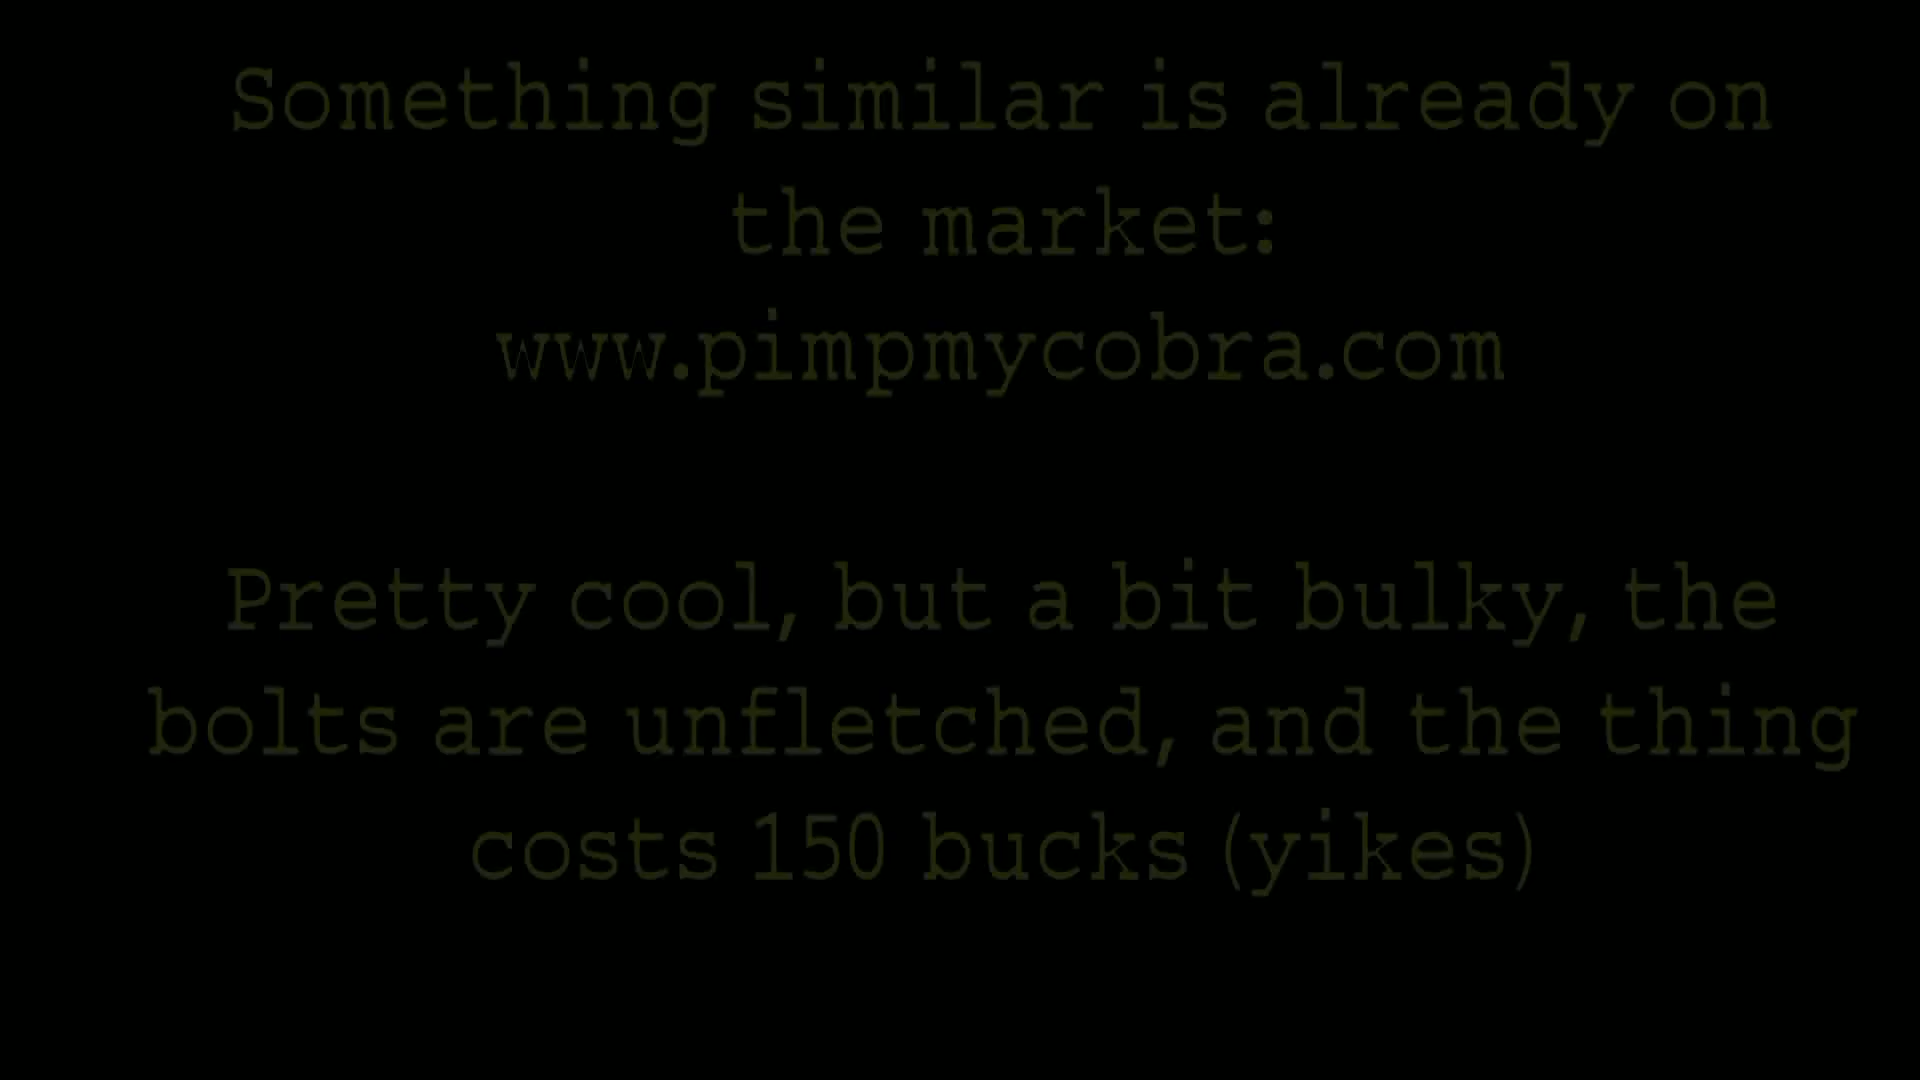 Something similar is already on
the market:
www.pimpmycobra.com
Pretty cool, but a bit bulky, the
bolts are unfletched, and the thing
costs 150 bucks (yikes)